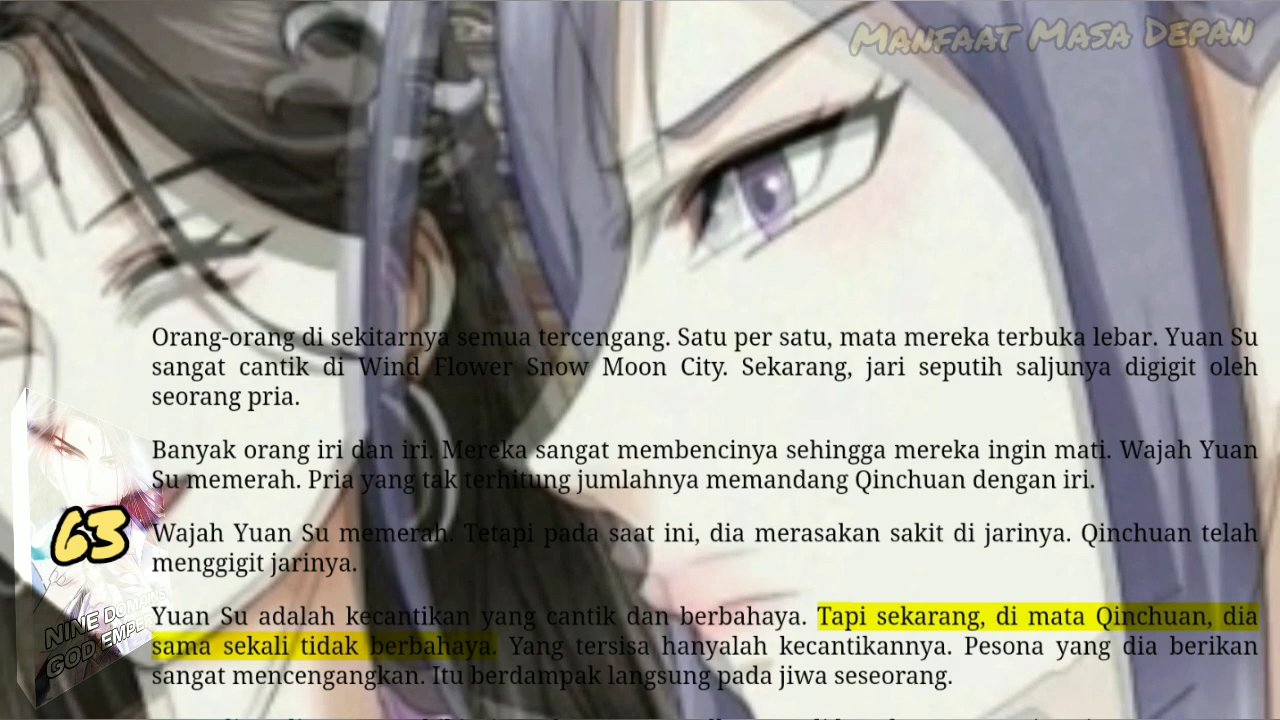 Manfaat Masa Depan
Orang-orang di sekitarnya semua tercengang. Satu per satu, mata mereka terbuka lebar. Yuan Su
sangat cantik di Wind Flower Snow Moon City. Sekarang, jari seputih saljunya digigit oleh
seorang pria.
Banyak orang iri dan iri. Mereka sangat membencinya sehingga mereka ingin mati. Wajah Yuan
Su memerah. Pria yang tak terhitung jumlahnya memandang Qinchuan dengan iri.
Wajah Yuan Su memerah. Tetapi pada saat ini, dia merasakan sakit di jarinya. Qinchuan telah
menggigit jarinya.
Yuan Su adalah kecantikan yang cantik dan berbahaya. Tapi sekarang, di mata Qinchuan, dia
sama sekali tidak berbahaya. Yang tersisa hanyalah kecantikannya. Pesona yang dia berikan
sangat mencengangkan. Itu berdampak langsung pada jiwa seseorang.
63
NINE DOMAINS
GOD EMPEROR